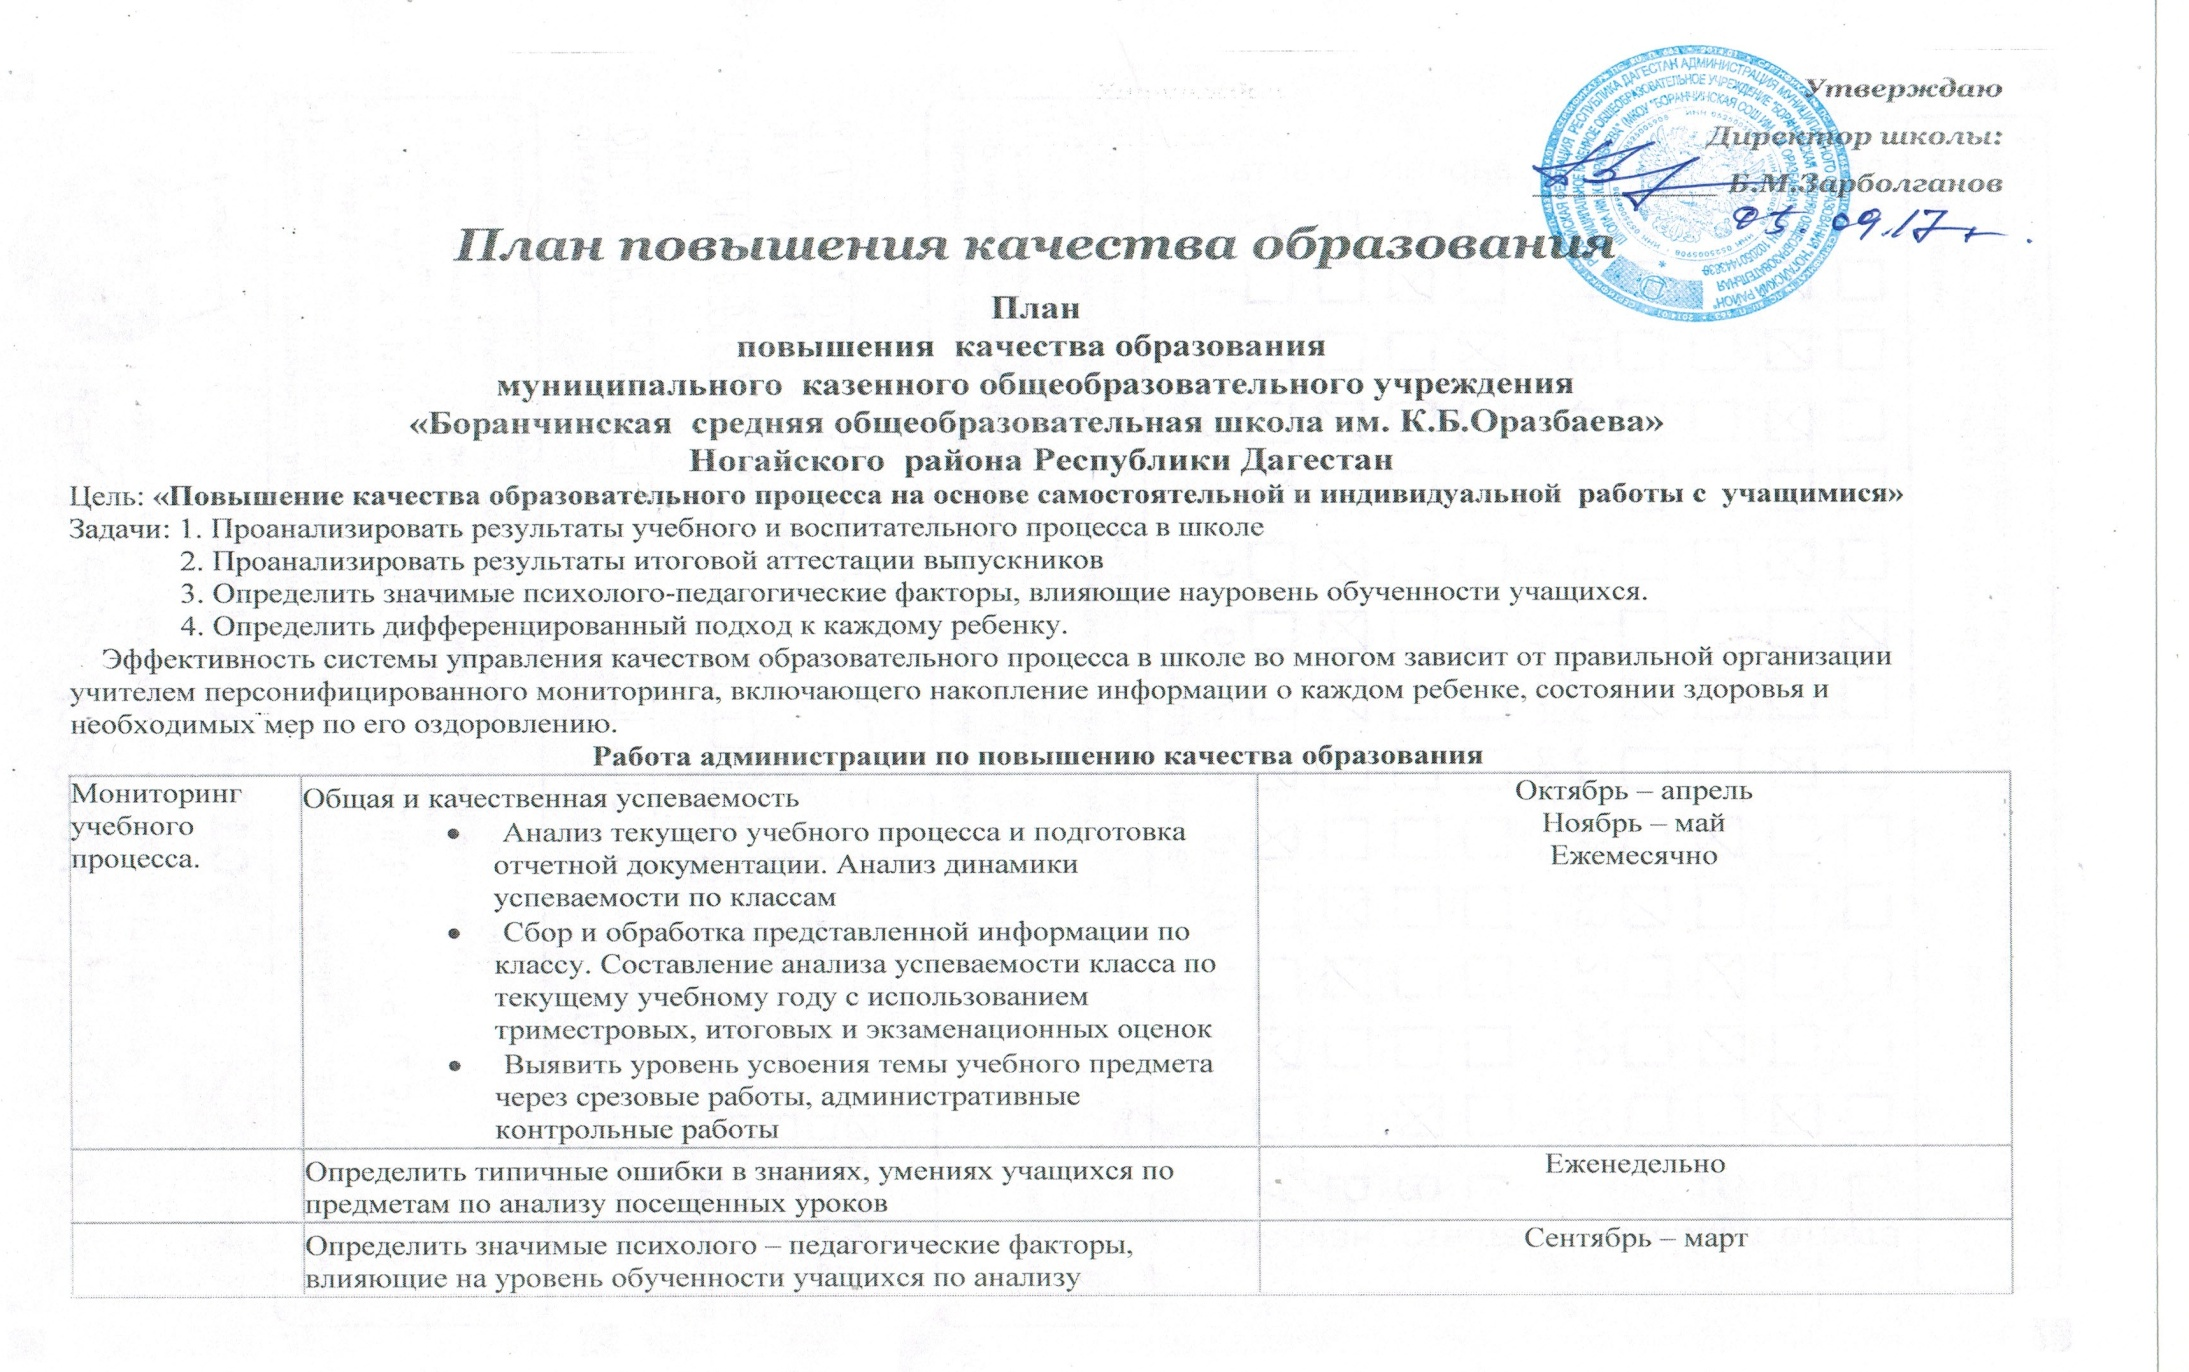 Утверждаю
Директор школы:
Б.М.Зарболганов
05.09.17г.
План повышения качества образования
План
повышения качества образования
муниципального казенного общеобразовательного учреждения
«Боранчинская средняя общеобразовательная школа им. К.Б.Оразбаева»
Ногайского района Республики Дагестан
Цель: «Повышение качества образовательного процесса на основе самостоятельной и индивидуальной работы с учащимися»
Задачи: 1. Проанализировать результаты учебного и воспитательного процесса в школе
2. Проанализировать результаты итоговой аттестации выпускников
3. Определить значимые психолого-педагогические факторы, влияющие науровень обученности учащихся.
4. Определить дифференцированный подход к каждому ребенку.
Эффективность системы управления качеством образовательного процесса в школе во многом зависит от правильной организации
учителем персонифицированного мониторинга, включающего накопление информации о каждом ребенке, состоянии здоровья и
необходимых мер по его оздоровлению.
Работа администрации по повышению качества образования
Мониторинг
учебного
процесса.
Общая и качественная успеваемость
• Анализ текущего учебного процесса и подготовка
отчетной документации. Анализ динамики
успеваемости по классам
• Сбор и обработка представленной информации по
классу. Составление анализа успеваемости класса по
текущему учебному году с использованием
триместровых, итоговых и экзаменационных оценок
• Выявить уровень усвоения темы учебного предмета
через срезовые работы, административные
контрольные работы
Октябрь – апрель
Ноябрь – май
Ежемесячно
Определить типичные ошибки в знаниях, умениях учащихся по
предметам по анализу посещенных уроков
Еженедельно
Определить значимые психолого – педагогические факторы,
влияющие на уровень обученности учащихся по анализу
Сентябрь – март